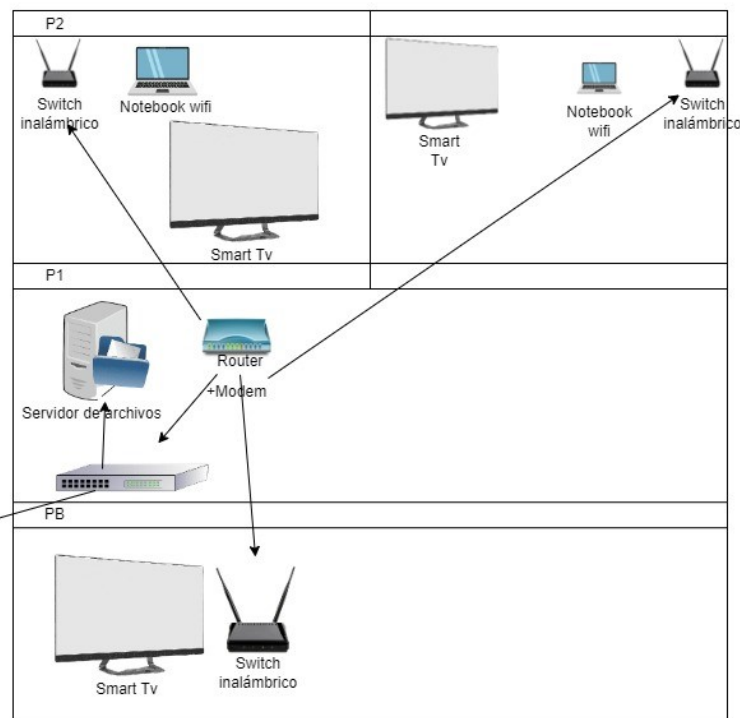 P2
Switch
inalámbrico
Notebook wifi
Smart Tv
Smart
Tv
Notebook
wifi
Switch
inalámbrico
P1
Servidor de archivos
Router
+Modem
PB
Smart Tv
Switch
inalámbrico